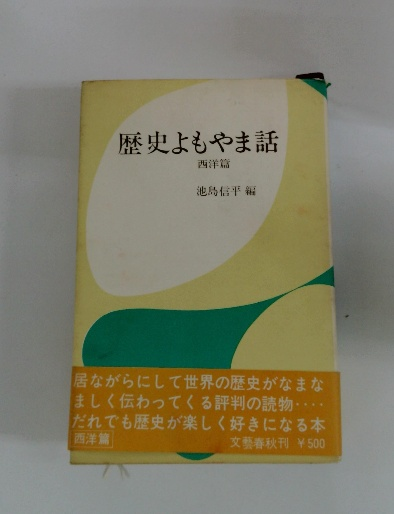 歴史よもやま話
西洋篇
池島信平 編
居ながらにして世界の歴史がなまな
ましく伝わってくる評判の読物‥‥
だれでも歴史が楽しく好きになる本
西洋篇
文藝春秋刊 ¥500